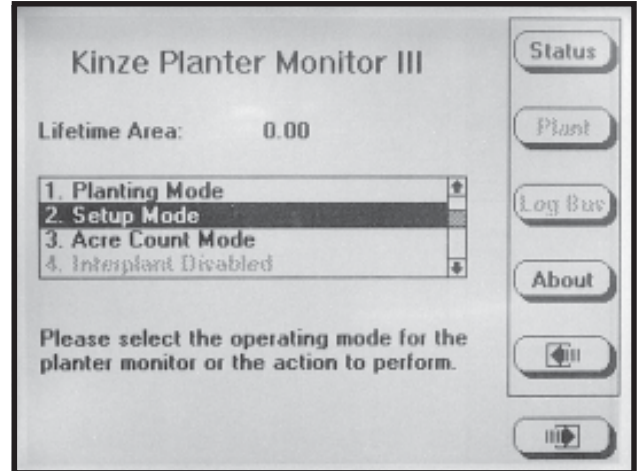 Kinze Planter Monitor III
Lifetime Area: 0.00
1. Planting Mode
2. Setup Mode
3. Acre Count Mode
4. Interplant Disabled
Please select the operating mode for the
planter monitor or the action to perform.
Status
Plant
Log Bus
About